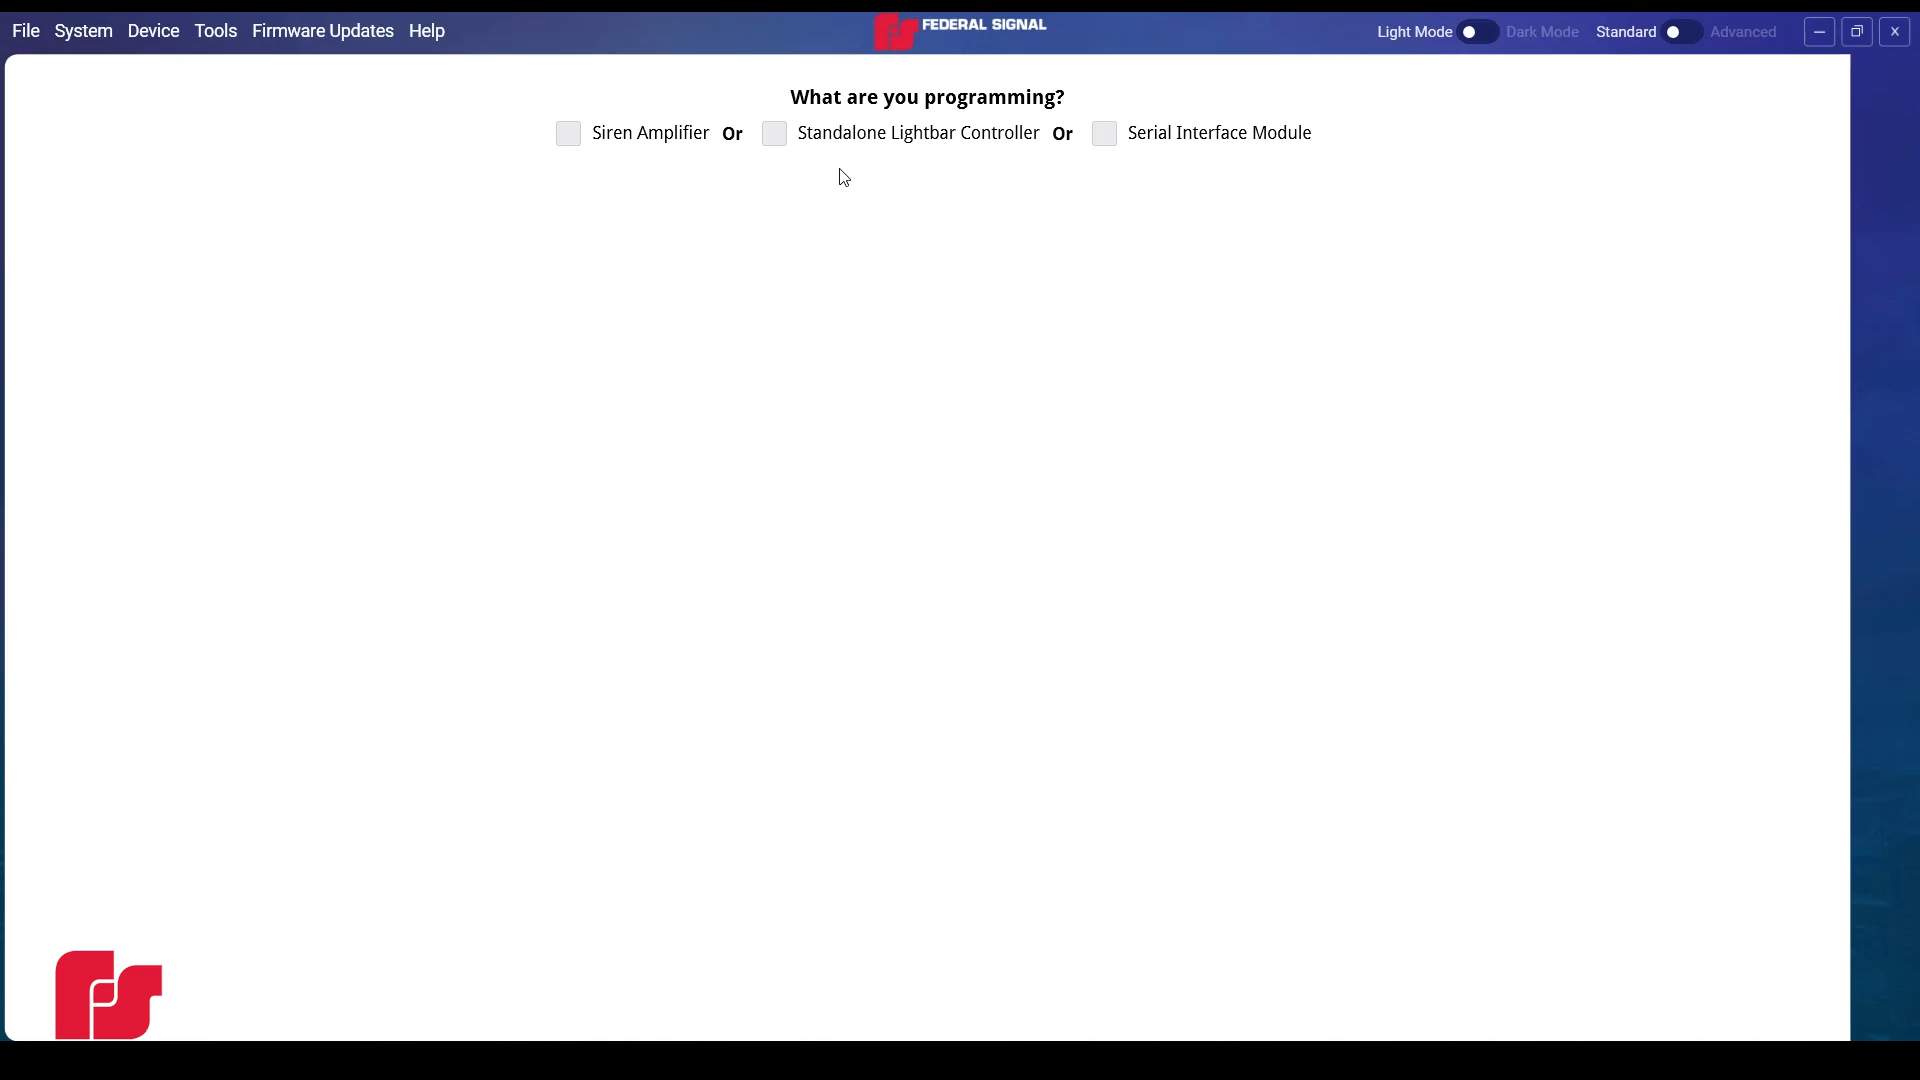 File System Device Tools Firmware Updates Help
FEDERAL SIGNAL
Light Mode Dark Mode Standard Advanced
What are you programming?
Siren Amplifier Or Standalone Lightbar Controller Or Serial Interface Module